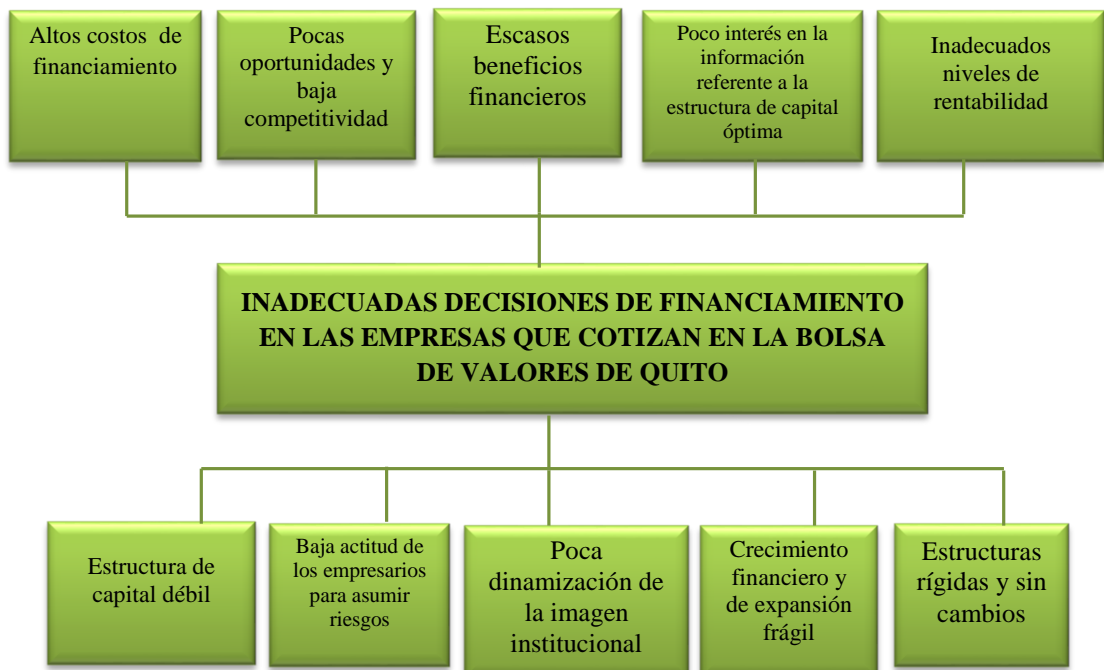 Altos costos de
financiamiento
Pocas
oportunidades y
baja
competitividad
Escasos
beneficios
financieros
Poco interés en la
información
referente a la
estructura de capital
óptima
Inadecuados
niveles de
rentabilidad
INADECUADAS DECISIONES DE FINANCIAMIENTO
EN LAS EMPRESAS QUE COTIZAN EN LA BOLSA
DE VALORES DE QUITO
Estructura de
capital débil
Baja actitud de
los empresarios
para asumir
riesgos
Poca
dinamización de
la imagen
institucional
Crecimiento
financiero y
de expansión
frágil
Estructuras
rígidas y sin
cambios